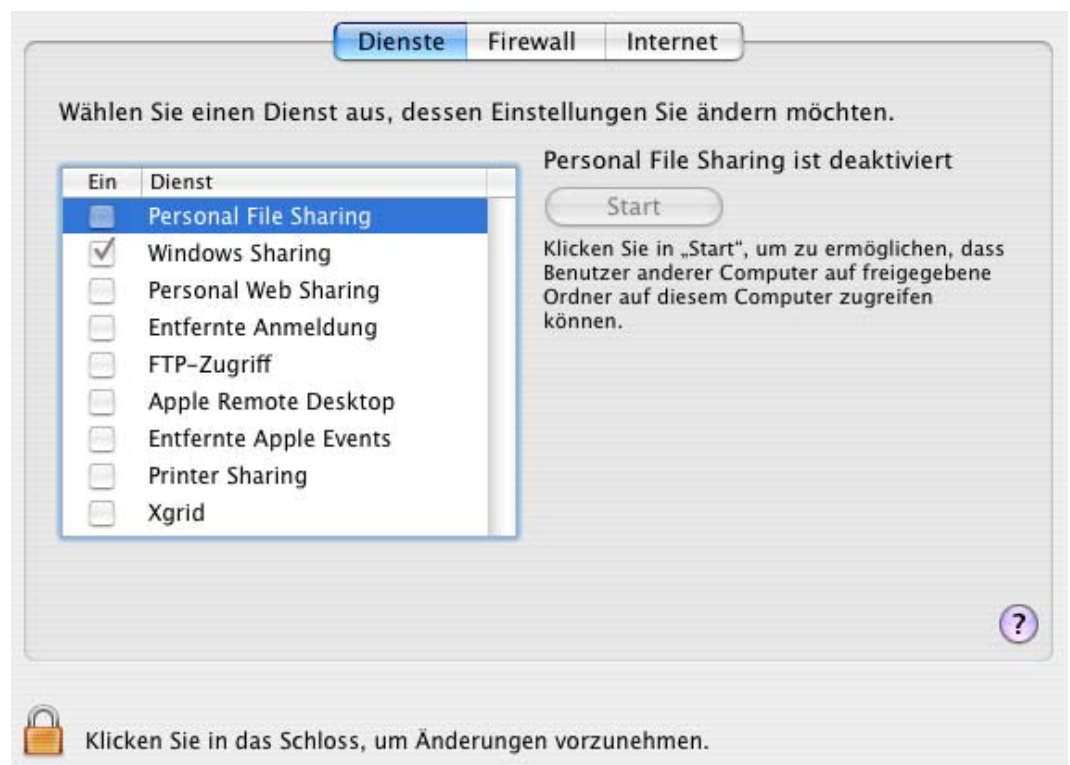 Dienste Firewall Internet
Wählen Sie einen Dienst aus, dessen Einstellungen Sie ändern möchten.
Ein Dienst
Personal File Sharing
Windows Sharing
Personal Web Sharing
Entfernte Anmeldung
FTP-Zugriff
Apple Remote Desktop
Entfernte Apple Events
Printer Sharing
Xgrid
Personal File Sharing ist deaktiviert
Start
Klicken Sie in „Start“, um zu ermöglichen, dass
Benutzer anderer Computer auf freigegebene
Ordner auf diesem Computer zugreifen
können.
?
Klicken Sie in das Schloss, um Änderungen vorzunehmen.